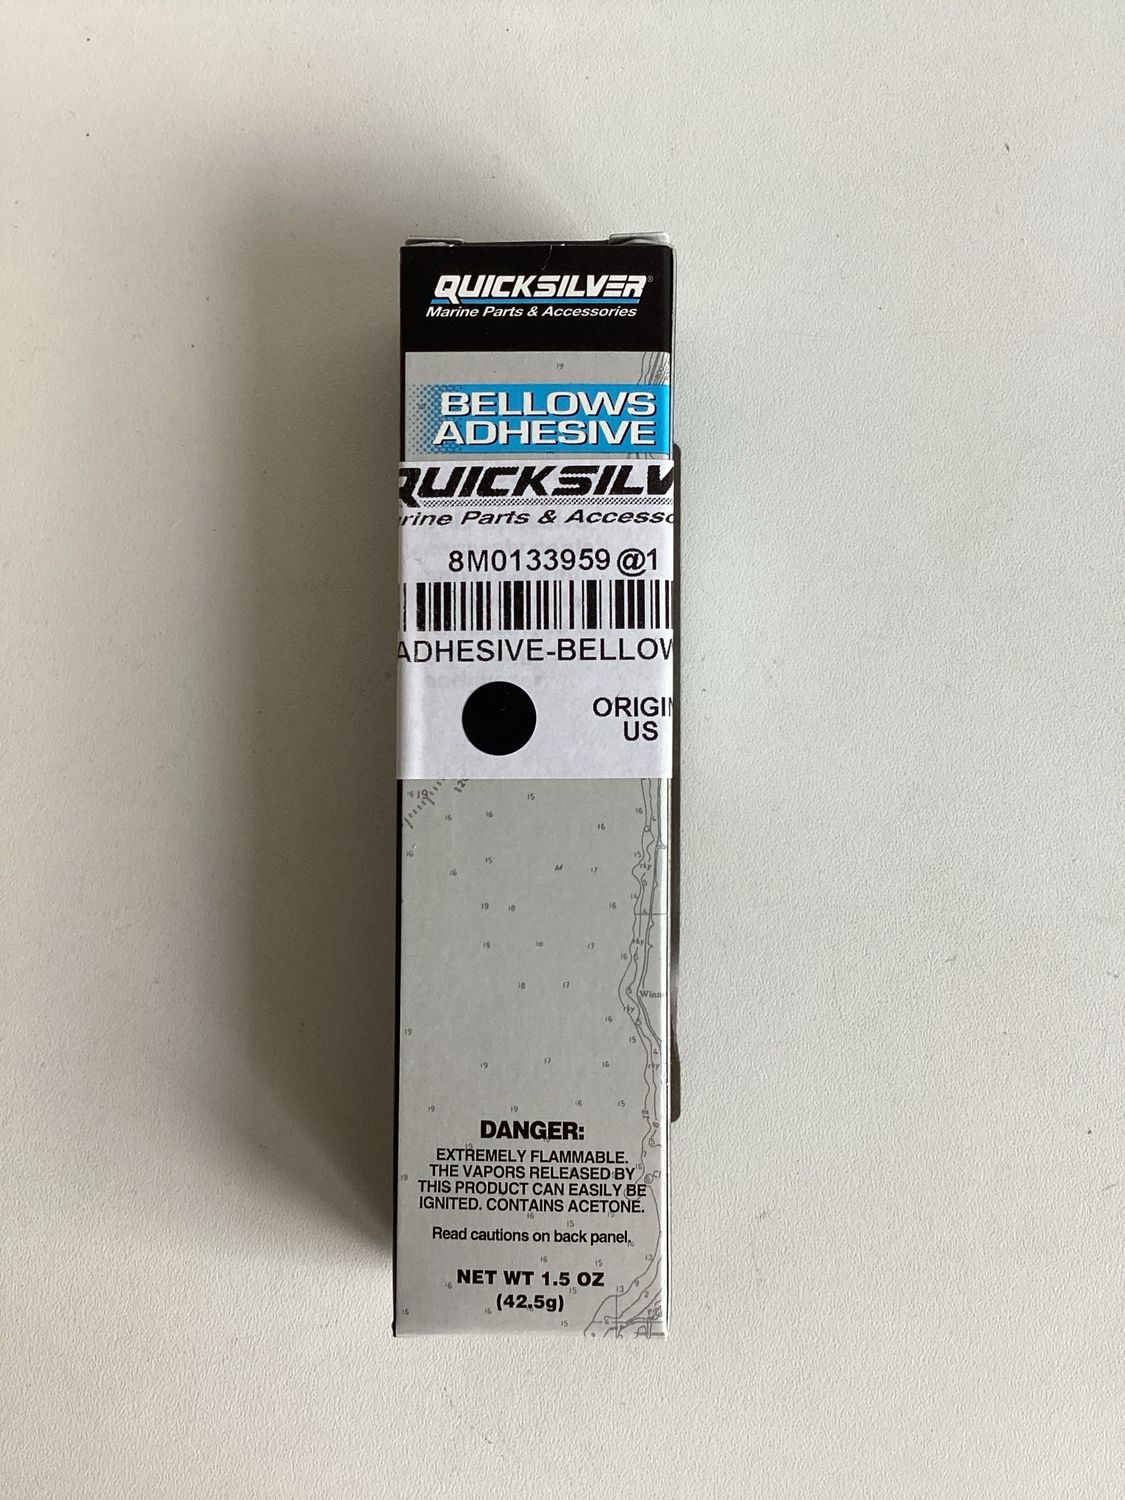 QUICKSILVER®
Marine Parts & Accessories
BELLOWS
ADHESIVE
QUICKSILV
rine Parts & Accesso
8M0133959@1
ADHESIVE-BELLOW
ORIGIN
US
DANGER:
EXTREMELY FLAMMABLE.
THE VAPORS RELEASED BY
THIS PRODUCT CAN EASILY BE
IGNITED. CONTAINS ACETONE.
Read cautions on back panel.
NET WT 1.5 OZ
(42.5g)